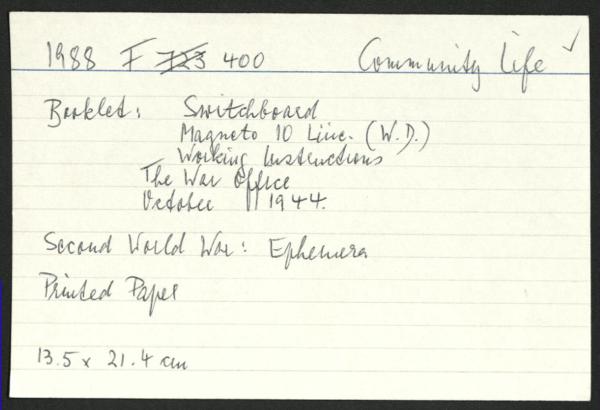 1988 F 723 400 Community Life ✓
Booklet: Switchboard
Magneto 10 Line. (W.D.)
Working Instructions
The War Office
October 1944.
Second World War: Ephemera
Printed Paper
13.5 x 21.4 cm